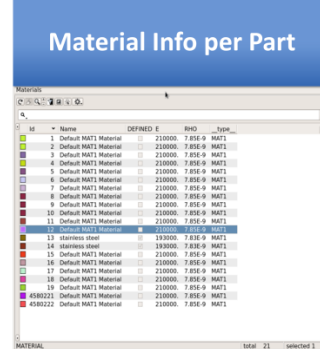 Material Info per Part
Materials
Id Name DEFINED E RHO __type__
1 Default MAT1 Material 210000. 7.85E-9 MAT1
2 Default MAT1 Material 210000. 7.85E-9 MAT1
3 Default MAT1 Material 210000. 7.85E-9 MAT1
4 Default MAT1 Material 210000. 7.85E-9 MAT1
5 Default MAT1 Material 210000. 7.85E-9 MAT1
6 Default MAT1 Material 210000. 7.85E-9 MAT1
7 Default MAT1 Material 210000. 7.85E-9 MAT1
8 Default MAT1 Material 210000. 7.85E-9 MAT1
9 Default MAT1 Material 210000. 7.85E-9 MAT1
10 Default MAT1 Material 210000. 7.85E-9 MAT1
11 Default MAT1 Material 210000. 7.85E-9 MAT1
12 Default MAT1 Material 210000. 7.85E-9 MAT1
13 stainless steel 193000. 7.83E-9 MAT1
14 stainless steel 193000. 7.83E-9 MAT1
15 Default MAT1 Material 210000. 7.85E-9 MAT1
16 Default MAT1 Material 210000. 7.85E-9 MAT1
17 Default MAT1 Material 210000. 7.85E-9 MAT1
18 Default MAT1 Material 210000. 7.85E-9 MAT1
19 Default MAT1 Material 210000. 7.85E-9 MAT1
4580221 Default MAT1 Material 210000. 7.85E-9 MAT1
4580222 Default MAT1 Material 210000. 7.85E-9 MAT1
MATERIAL total 21 selected 1